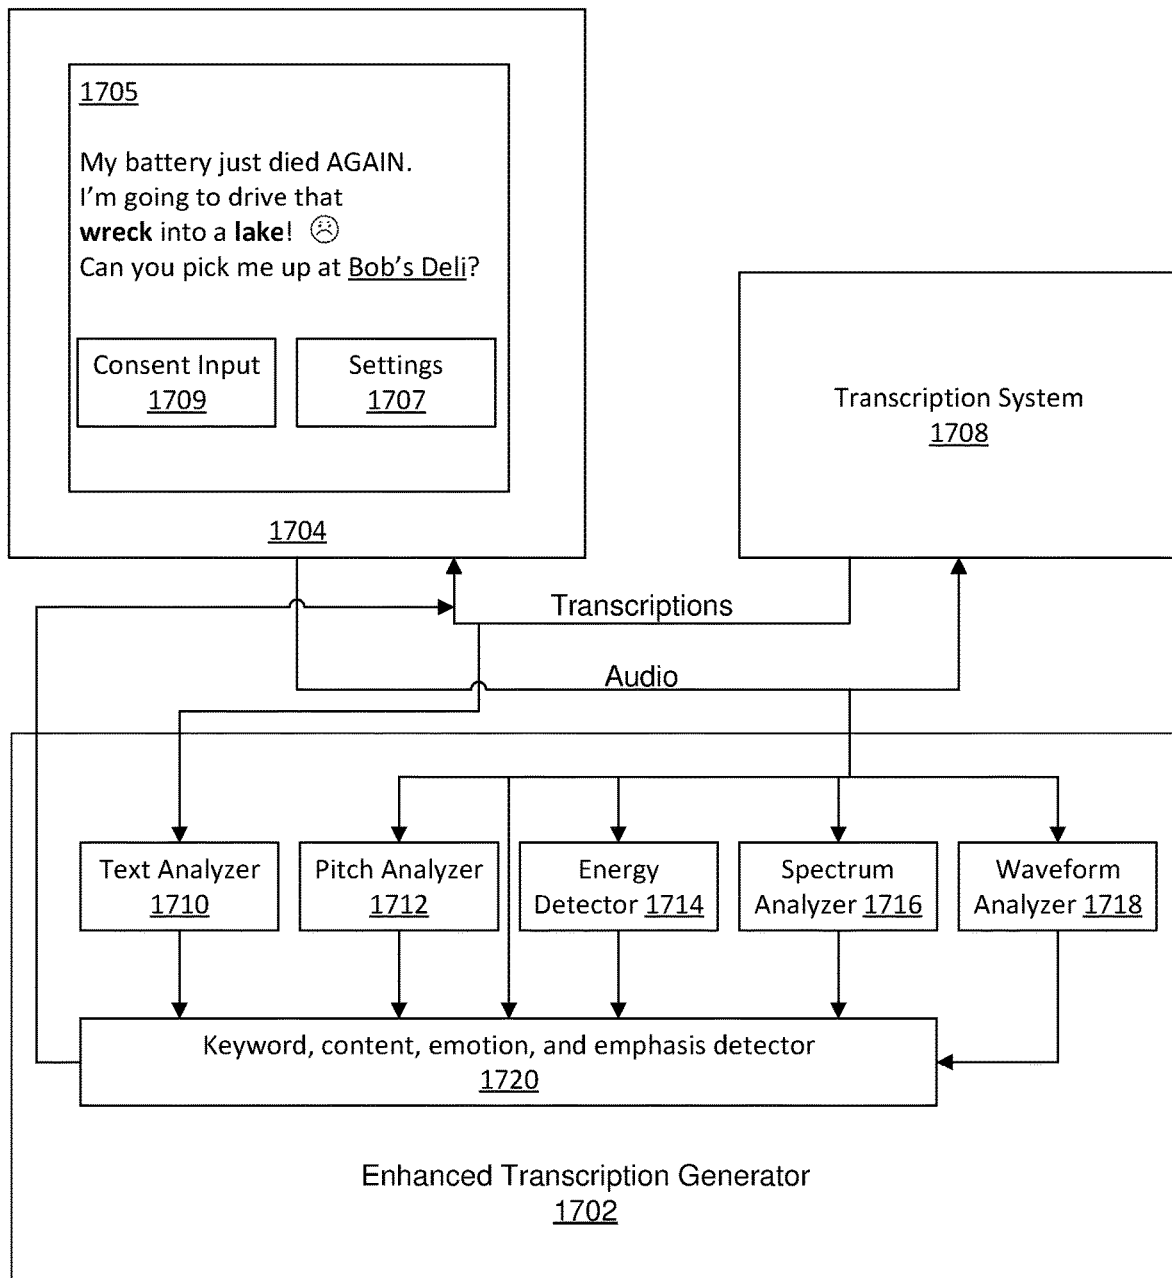 1705
My battery just died AGAIN.
I'm going to drive that
wreck into a lake! ☹
Can you pick me up at Bob's Deli?
Consent Input
1709
Settings
1707
1704
Transcription System
1708
Transcriptions
Audio
Text Analyzer
1710
Pitch Analyzer
1712
Energy
Detector 1714
Spectrum
Analyzer 1716
Waveform
Analyzer 1718
Keyword, content, emotion, and emphasis detector
1720
Enhanced Transcription Generator
1702